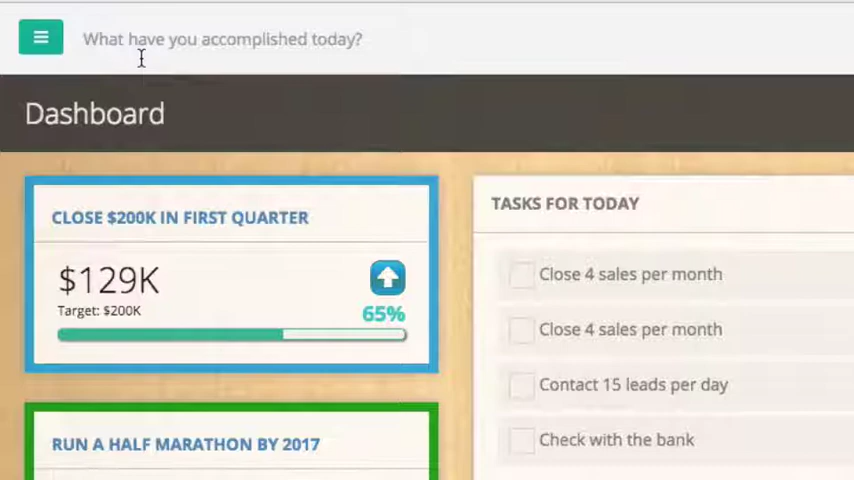 What have you accomplished today?
Dashboard
CLOSE $200K IN FIRST QUARTER
$129K
Target: $200K
65%
RUN A HALF MARATHON BY 2017
TASKS FOR TODAY
Close 4 sales per month
Close 4 sales per month
Contact 15 leads per day
Check with the bank